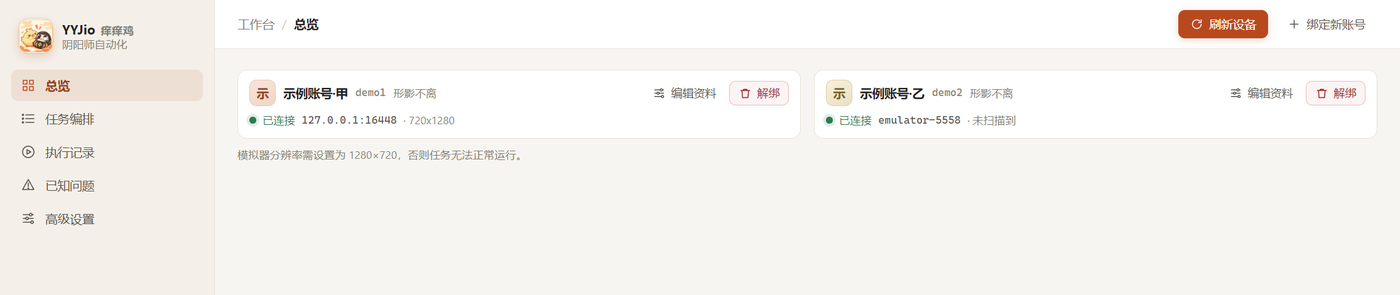 YYJio 痒痒鸡
阴阳师自动化
总览
任务编排
执行记录
已知问题
高级设置
工作台 / 总览
刷新设备
+ 绑定新账号
示 示例账号·甲 demo1 形影不离 编辑资料 解绑
已连接 127.0.0.1:16448 · 720x1280
示 示例账号·乙 demo2 形影不离 编辑资料 解绑
已连接 emulator-5558 · 未扫描到
模拟器分辨率需设置为 1280×720，否则任务无法正常运行。